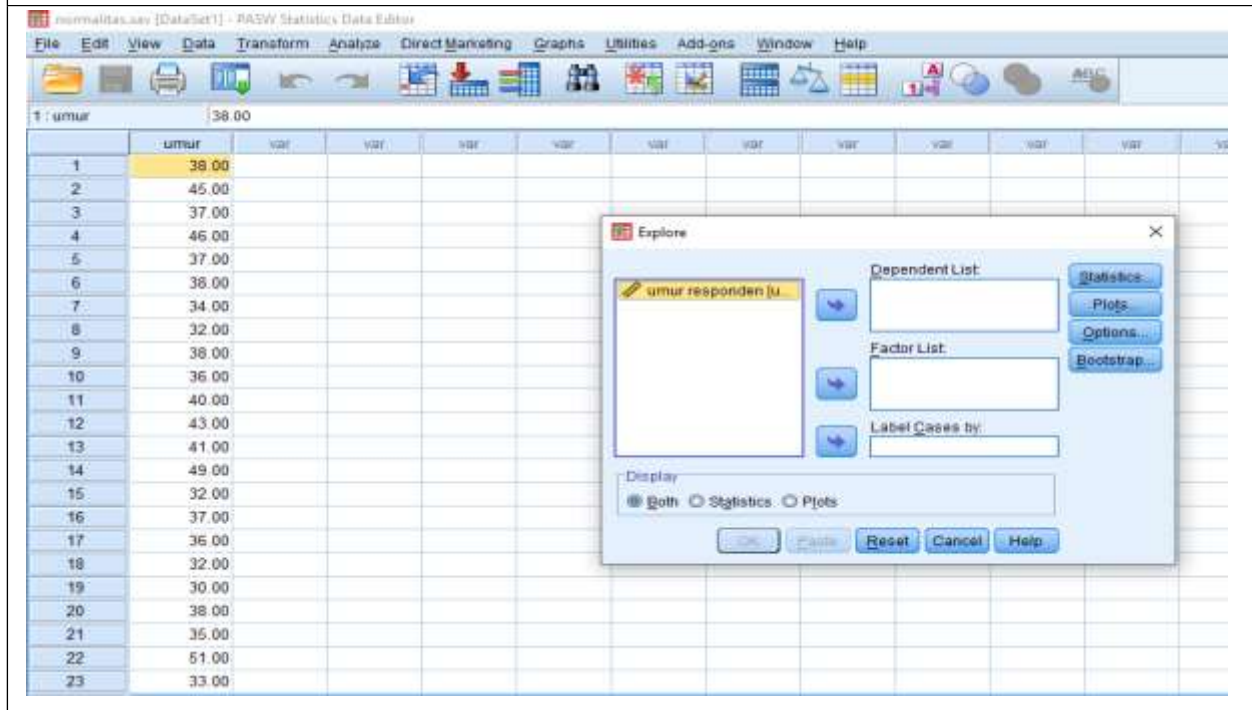 normalitas.sav [DataSet1] - PASW Statistics Data Editor
File Edit View Data Transform Analyze Direct Marketing Graphs Utilities Add-ons Window Help
1 : umur 38.00
umur var var var var var var var var var var
1 38.00
2 45.00
3 37.00
4 46.00
5 37.00
6 38.00
7 34.00
8 32.00
9 38.00
10 36.00
11 40.00
12 43.00
13 41.00
14 49.00
15 32.00
16 37.00
17 36.00
18 32.00
19 30.00
20 38.00
21 35.00
22 51.00
23 33.00
Explore
umur responden [u...
Dependent List:
Factor List:
Label Cases by:
Statistics...
Plots...
Options...
Bootstrap...
Display
Both Statistics Plots
OK Paste Reset Cancel Help